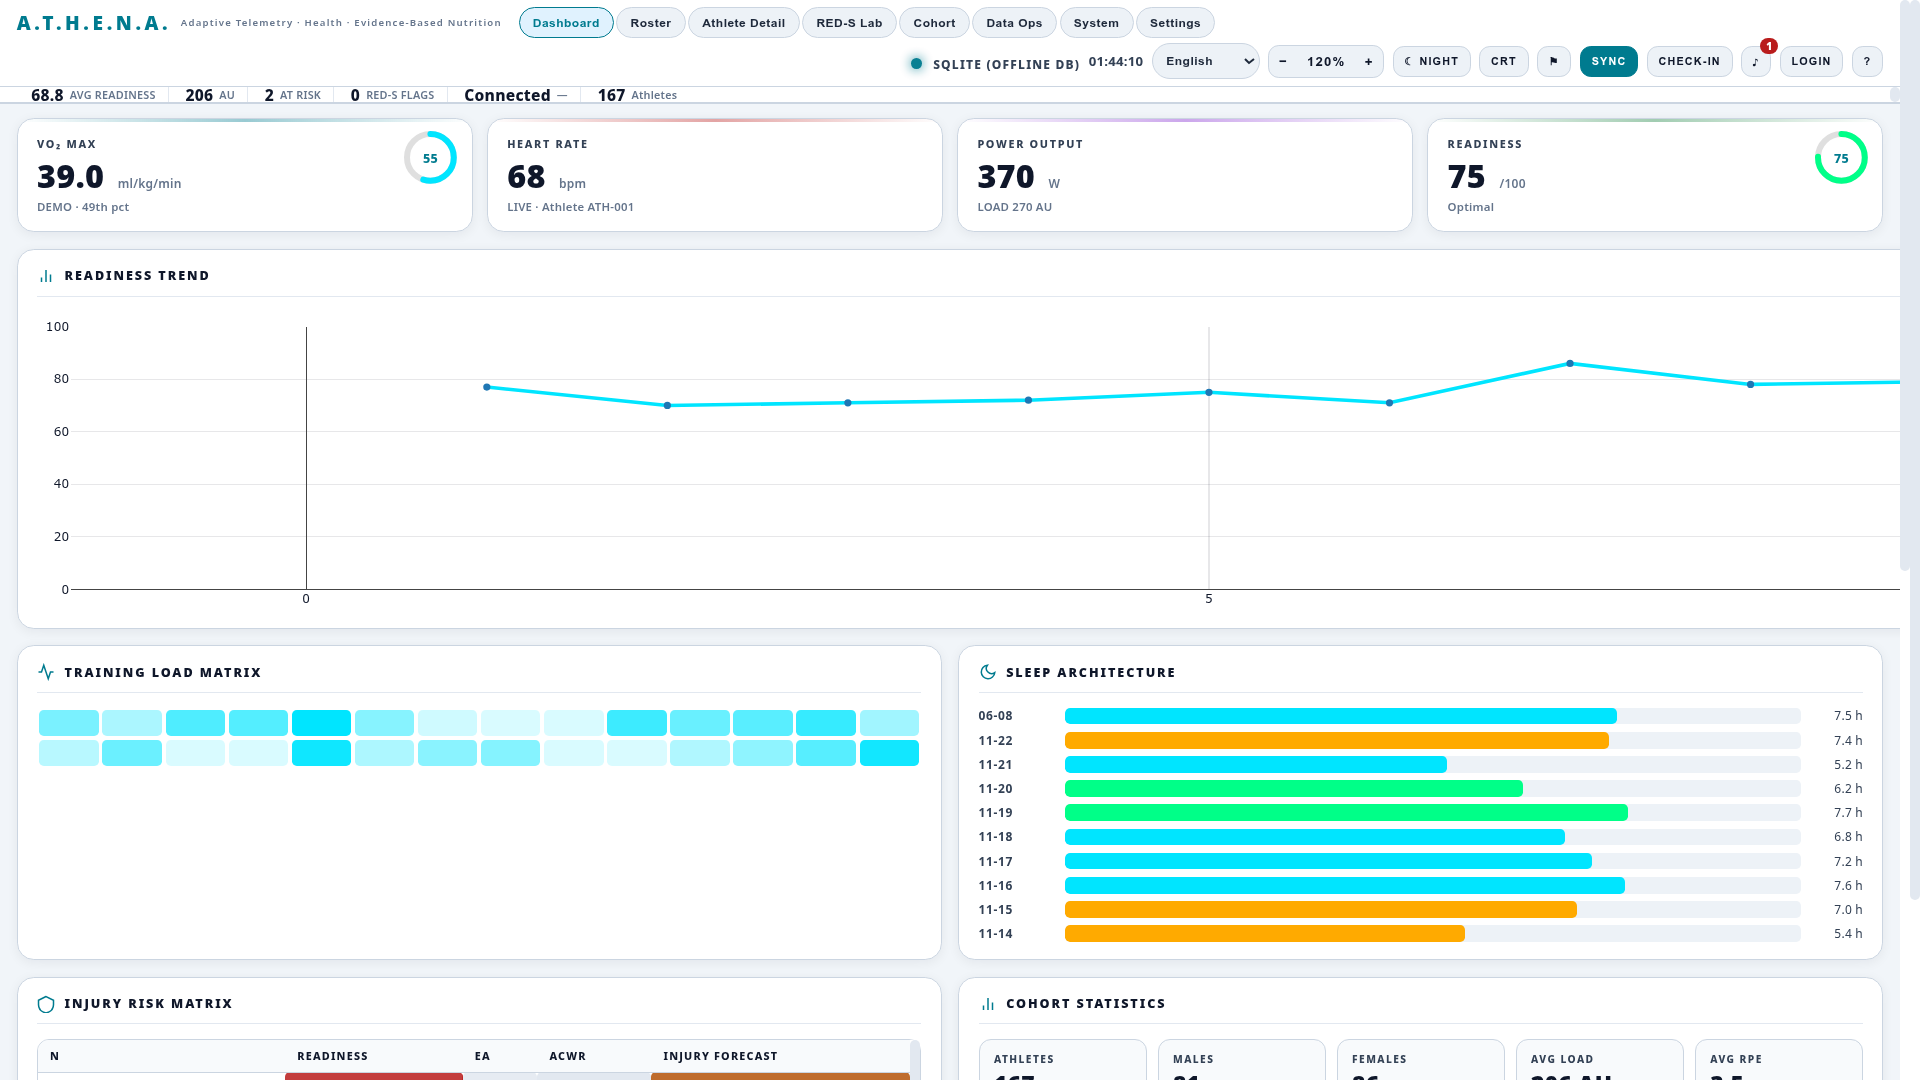 A.T.H.E.N.A. Adaptive Telemetry · Health · Evidence-Based Nutrition Dashboard Roster Athlete Detail RED-S Lab Cohort Data Ops System Settings
SQLITE (OFFLINE DB) 01:44:10 English − 120% + ☾ NIGHT CRT ⚑ SYNC CHECK-IN ♪ 1 LOGIN ?
68.8 AVG READINESS 206 AU 2 AT RISK 0 RED-S FLAGS Connected — 167 Athletes
VO₂ MAX
39.0 ml/kg/min
DEMO · 49th pct
55
HEART RATE
68 bpm
LIVE · Athlete ATH-001
POWER OUTPUT
370 W
LOAD 270 AU
READINESS
75 /100
Optimal
75
READINESS TREND
100
80
60
40
20
0
0 5
TRAINING LOAD MATRIX
SLEEP ARCHITECTURE
06-08 7.5 h
11-22 7.4 h
11-21 5.2 h
11-20 6.2 h
11-19 7.7 h
11-18 6.8 h
11-17 7.2 h
11-16 7.6 h
11-15 7.0 h
11-14 5.4 h
INJURY RISK MATRIX
N READINESS EA ACWR INJURY FORECAST
COHORT STATISTICS
ATHLETES MALES FEMALES AVG LOAD AVG RPE
167 206 AU